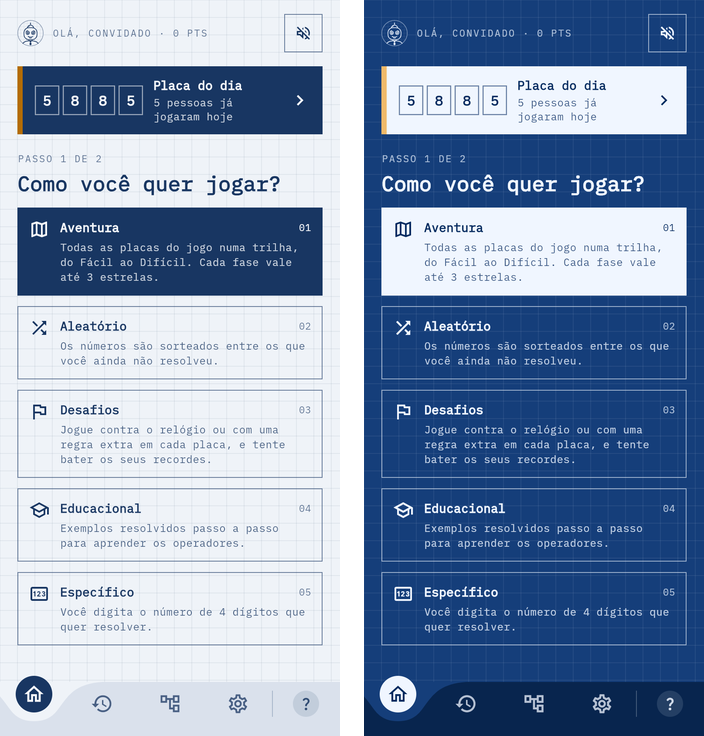 OLÁ, CONVIDADO · 0 PTS
5 8 8 5
Placa do dia
5 pessoas já
jogaram hoje
PASSO 1 DE 2
Como você quer jogar?
Aventura 01
Todas as placas do jogo numa trilha,
do Fácil ao Difícil. Cada fase vale
até 3 estrelas.
Aleatório 02
Os números são sorteados entre os que
você ainda não resolveu.
Desafios 03
Jogue contra o relógio ou com uma
regra extra em cada placa, e tente
bater os seus recordes.
Educacional 04
Exemplos resolvidos passo a passo
para aprender os operadores.
Específico 05
123
Você digita o número de 4 dígitos que
quer resolver.
?
OLÁ, CONVIDADO · 0 PTS
5 8 8 5
Placa do dia
5 pessoas já
jogaram hoje
PASSO 1 DE 2
Como você quer jogar?
Aventura 01
Todas as placas do jogo numa trilha,
do Fácil ao Difícil. Cada fase vale
até 3 estrelas.
Aleatório 02
Os números são sorteados entre os que
você ainda não resolveu.
Desafios 03
Jogue contra o relógio ou com uma
regra extra em cada placa, e tente
bater os seus recordes.
Educacional 04
Exemplos resolvidos passo a passo
para aprender os operadores.
Específico 05
123
Você digita o número de 4 dígitos que
quer resolver.
?